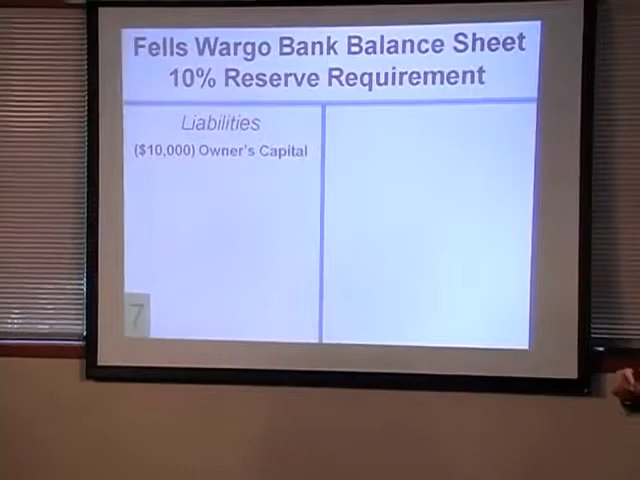 Fells Wargo Bank Balance Sheet
10% Reserve Requirement
Liabilities
($10,000) Owner's Capital
7